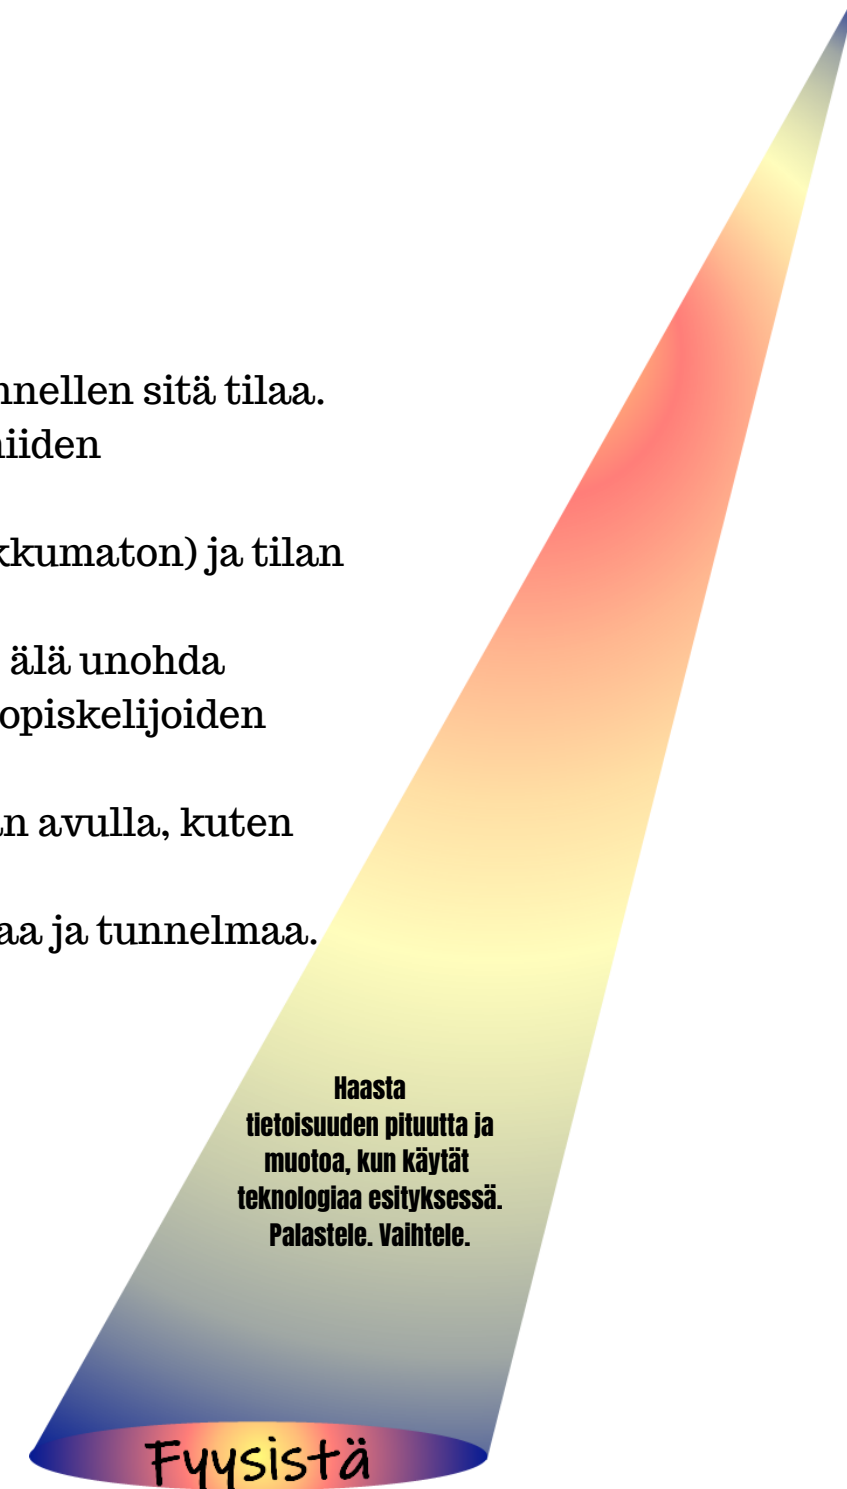 nnellen sitä tilaa.
niiden
kkumaton) ja tilan
älä unohda
opiskelijoiden
n avulla, kuten
aa ja tunnelmaa.
Haasta
tietoisuuden pituutta ja
muotoa, kun käytät
teknologiaa esityksessä.
Palastele. Vaihtele.
Fyysistä